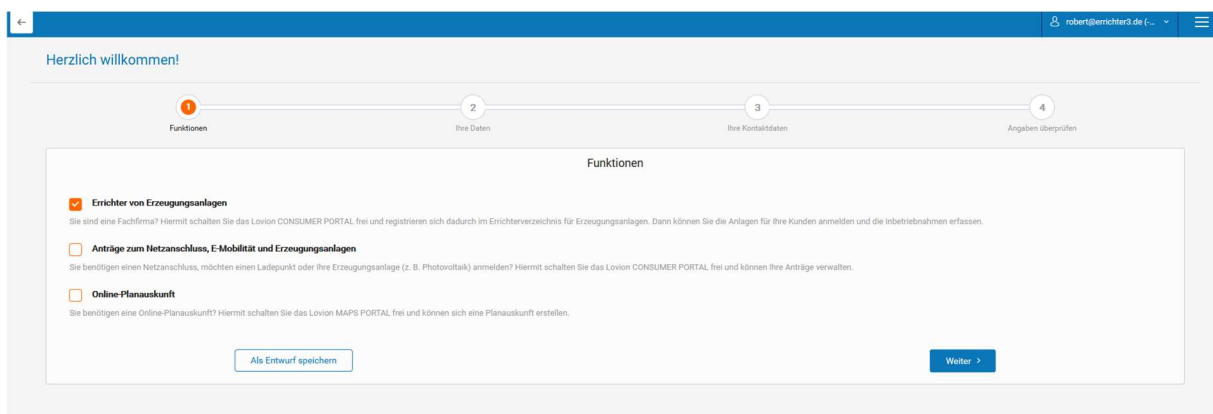 robert@errichter3.de (-...
Herzlich willkommen!
1
2
3
4
Funktionen
Ihre Daten
Ihre Kontaktdaten
Angaben überprüfen
Funktionen
Errichter von Erzeugungsanlagen
Sie sind eine Fachfirma? Hiermit schalten Sie das Lovion CONSUMER PORTAL frei und registrieren sich dadurch im Errichterverzeichnis für Erzeugungsanlagen. Dann können Sie die Anlagen für Ihre Kunden anmelden und die Inbetriebnahmen erfassen.
Anträge zum Netzanschluss, E-Mobilität und Erzeugungsanlagen
Sie benötigen einen Netzanschluss, möchten einen Ladepunkt oder Ihre Erzeugungsanlage (z. B. Photovoltaik) anmelden? Hiermit schalten Sie das Lovion CONSUMER PORTAL frei und können Ihre Anträge verwalten.
Online-Planauskunft
Sie benötigen eine Online-Planauskunft? Hiermit schalten Sie das Lovion MAPS PORTAL frei und können sich eine Planauskunft erstellen.
Als Entwurf speichern
Weiter >